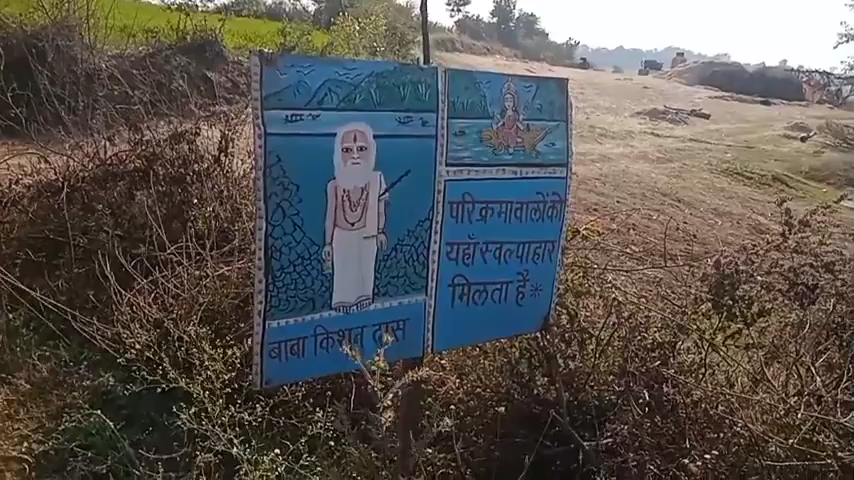 बाबा किशन दास
परिक्रमावालोंको
यहाँ स्वल्पाहार
मिलता है